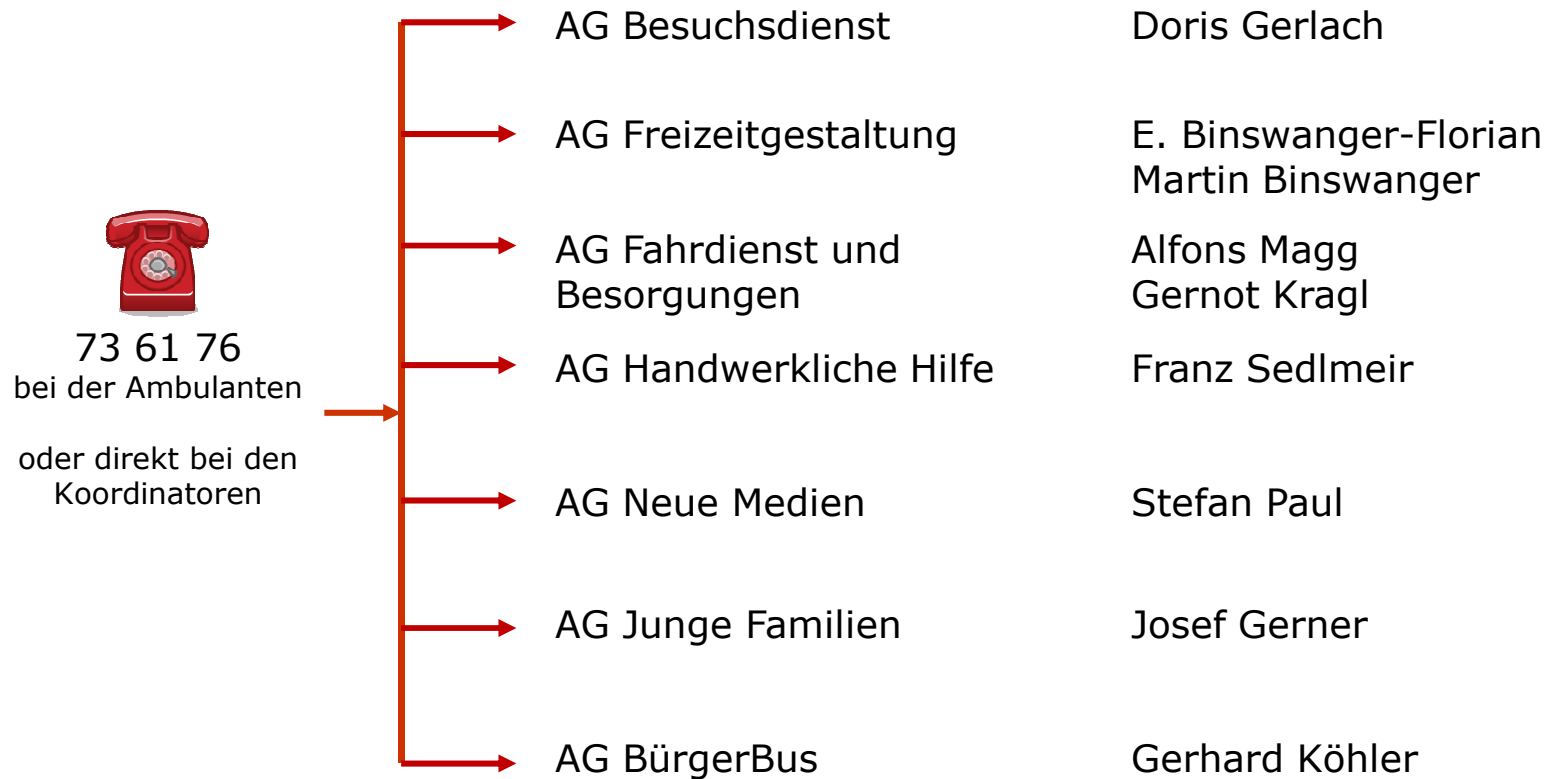 AG Besuchsdienst Doris Gerlach
AG Freizeitgestaltung E. Binswanger-Florian
Martin Binswanger
AG Fahrdienst und Alfons Magg
Besorgungen Gernot Kragl
73 61 76
bei der Ambulanten
oder direkt bei den
Koordinatoren
AG Handwerkliche Hilfe Franz Sedlmeir
AG Neue Medien Stefan Paul
AG Junge Familien Josef Gerner
AG BürgerBus Gerhard Köhler